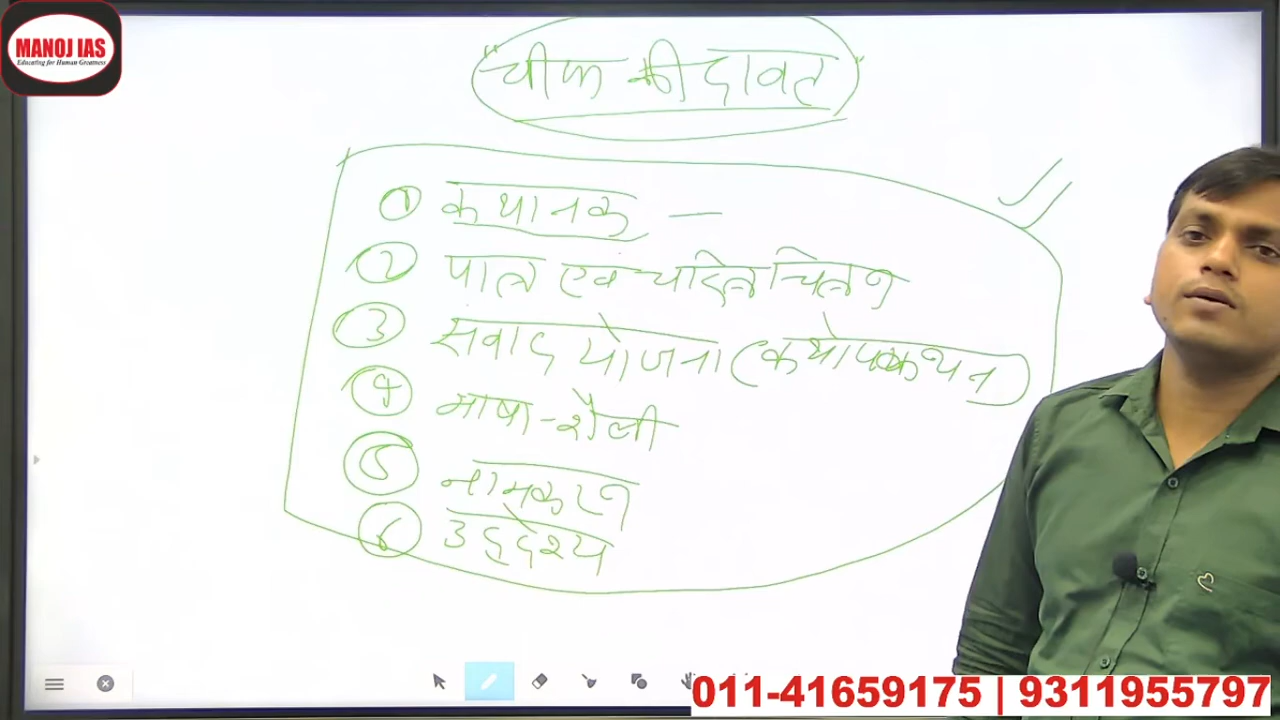 MANOJ IAS
Educating for Human Greatness
"चीफ की दावत"
① कथानक —
② पात्र एवं चरित्र चित्रण
③ संवाद योजना (कथोपकथन)
④ भाषा-शैली
⑤ नामकरण
⑥ उद्देश्य
011-41659175 | 9311955797